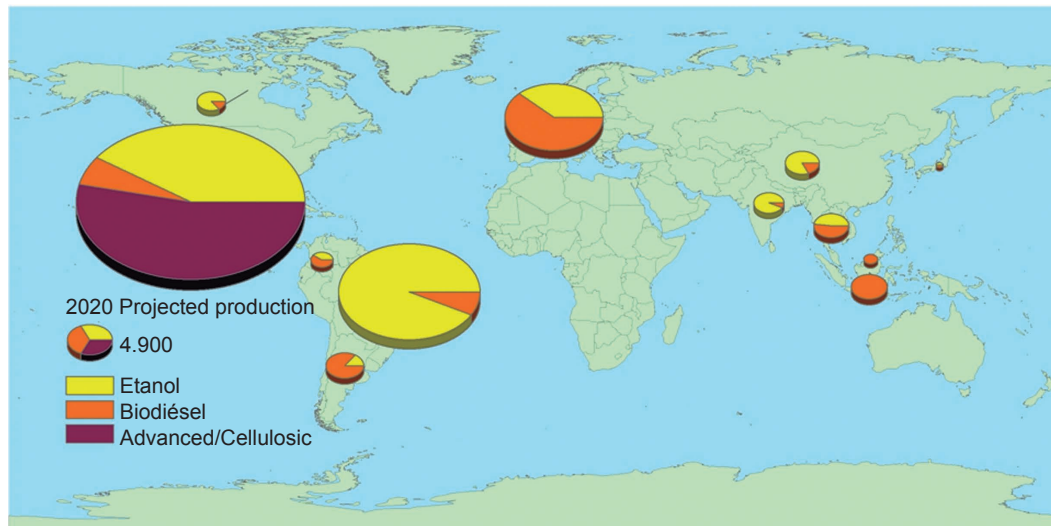 2020 Projected production
4.900
Etanol
Biodiésel
Advanced/Cellulosic